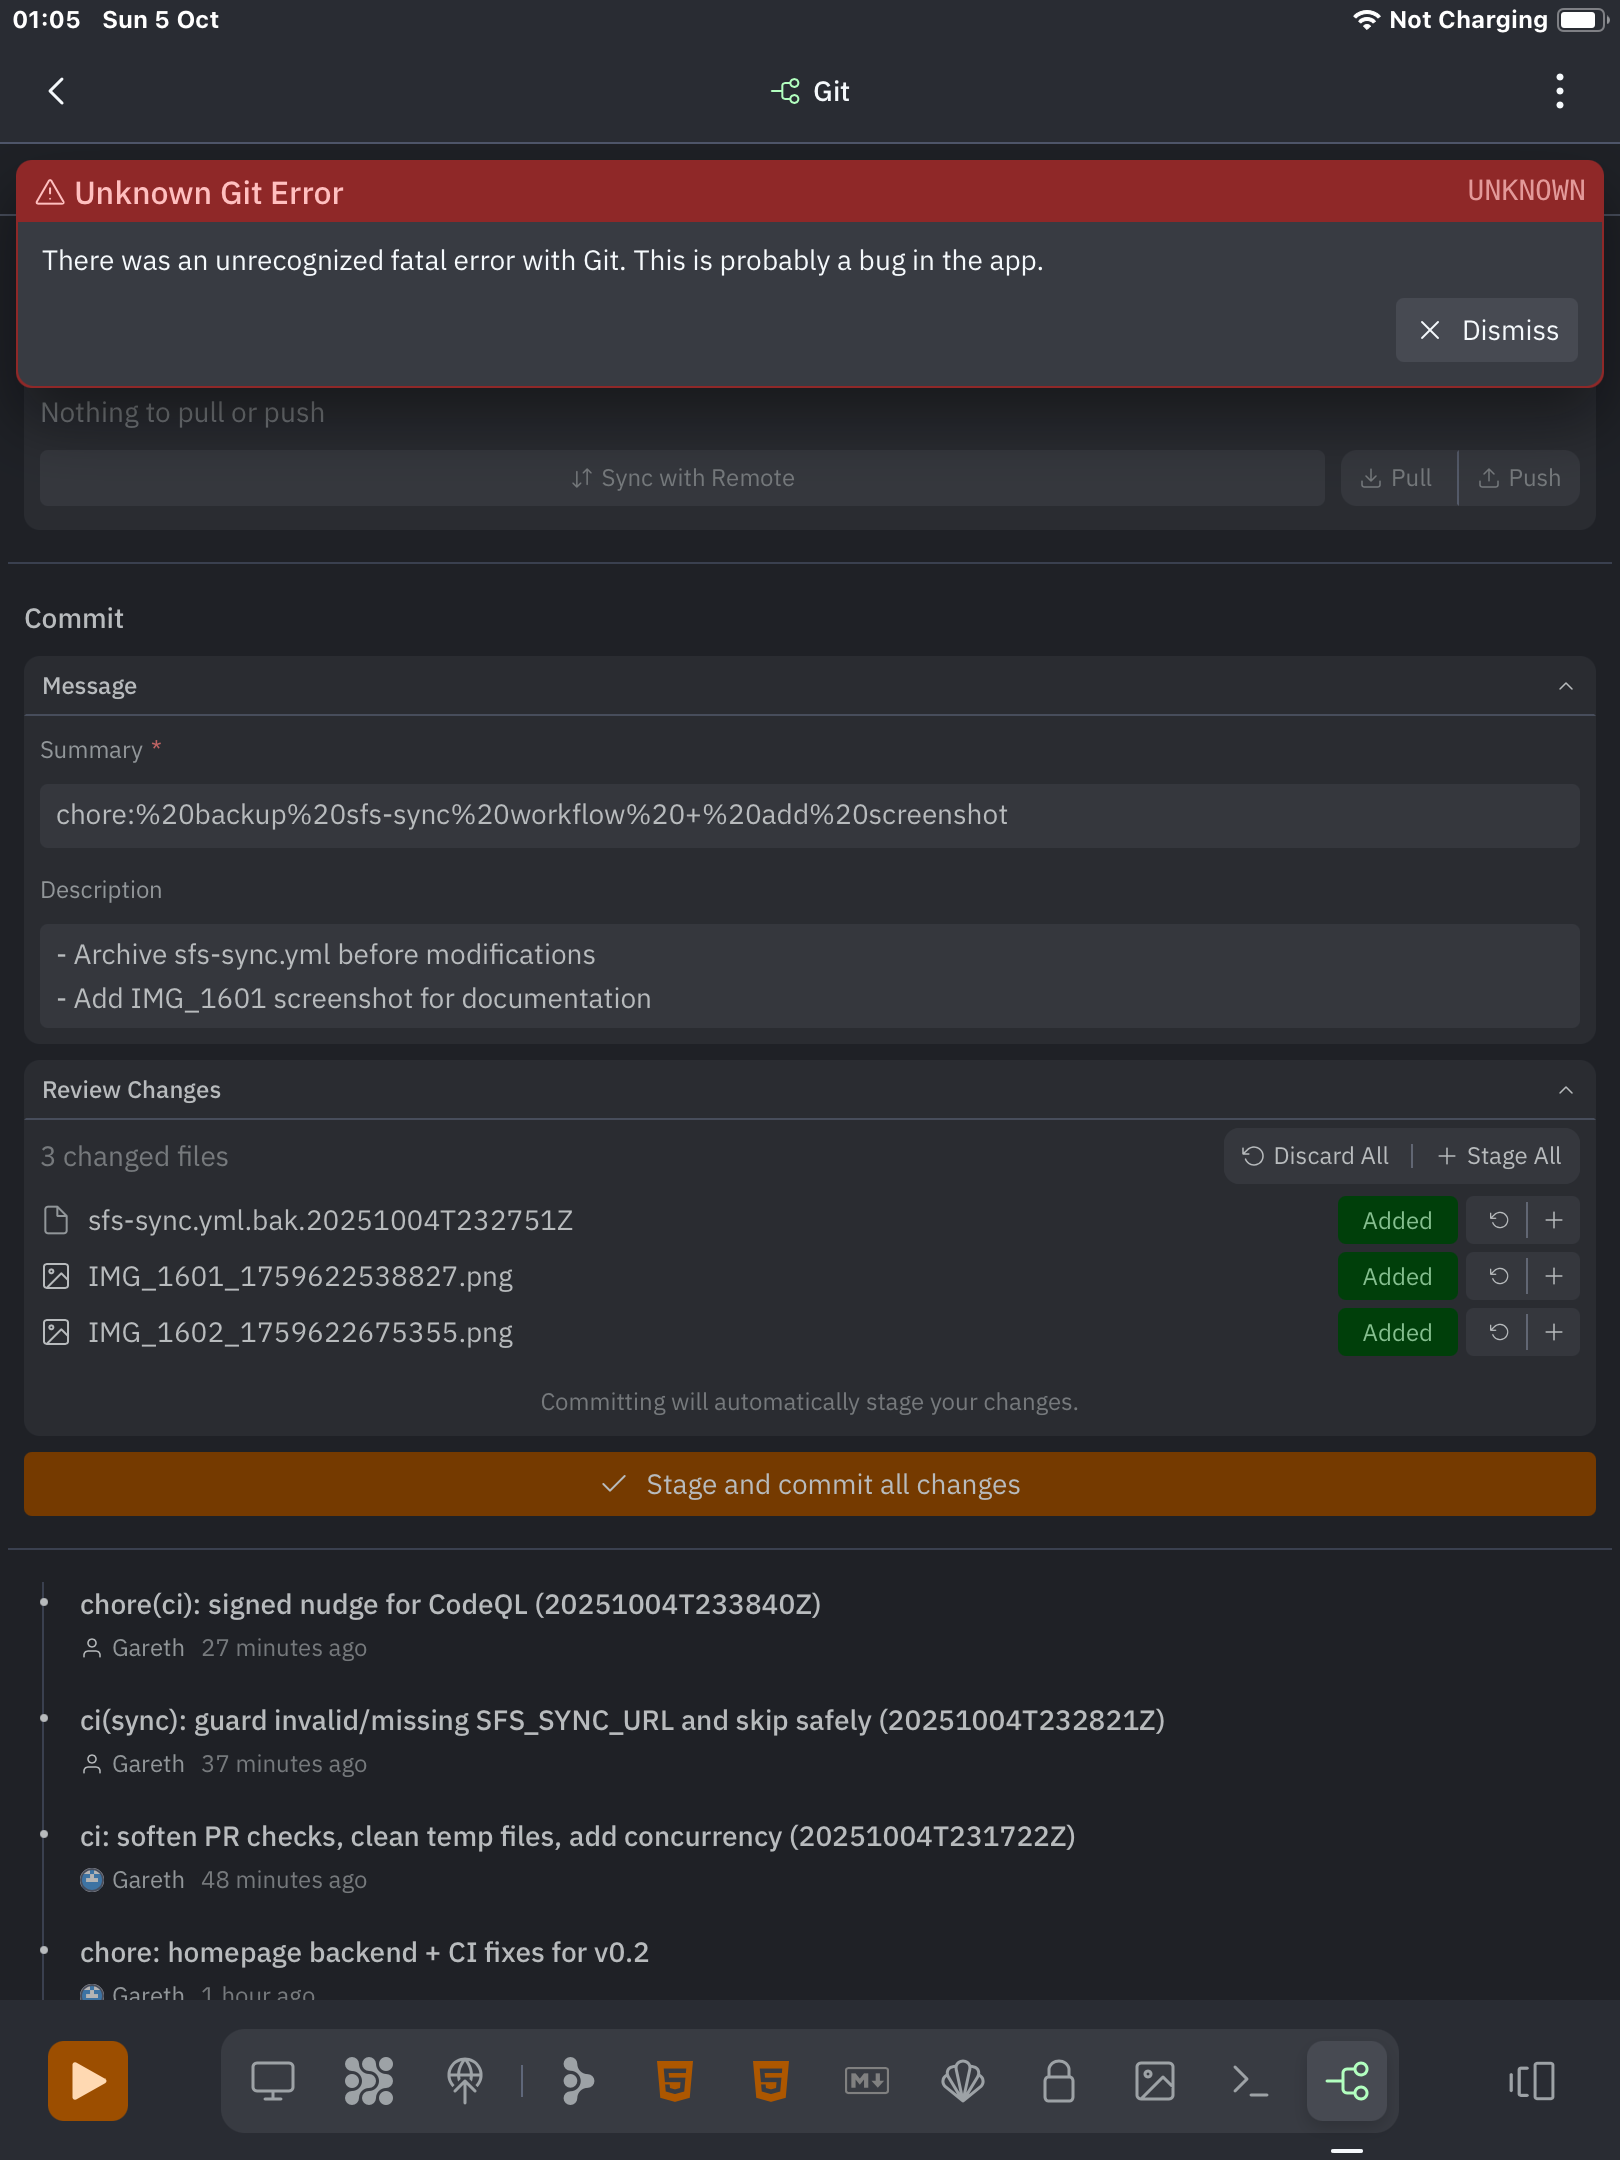 01:05 Sun 5 Oct Not Charging
Git
Unknown Git Error UNKNOWN
There was an unrecognized fatal error with Git. This is probably a bug in the app.
Dismiss
Nothing to pull or push
Sync with Remote Pull Push
Commit
Message
Summary *
chore:%20backup%20sfs-sync%20workflow%20+%20add%20screenshot
Description
- Archive sfs-sync.yml before modifications
- Add IMG_1601 screenshot for documentation
Review Changes
3 changed files Discard All Stage All
sfs-sync.yml.bak.20251004T232751Z Added
IMG_1601_1759622538827.png Added
IMG_1602_1759622675355.png Added
Committing will automatically stage your changes.
Stage and commit all changes
chore(ci): signed nudge for CodeQL (20251004T233840Z)
Gareth 27 minutes ago
ci(sync): guard invalid/missing SFS_SYNC_URL and skip safely (20251004T232821Z)
Gareth 37 minutes ago
ci: soften PR checks, clean temp files, add concurrency (20251004T231722Z)
Gareth 48 minutes ago
chore: homepage backend + CI fixes for v0.2
Gareth 1 hour ago
5 5 M